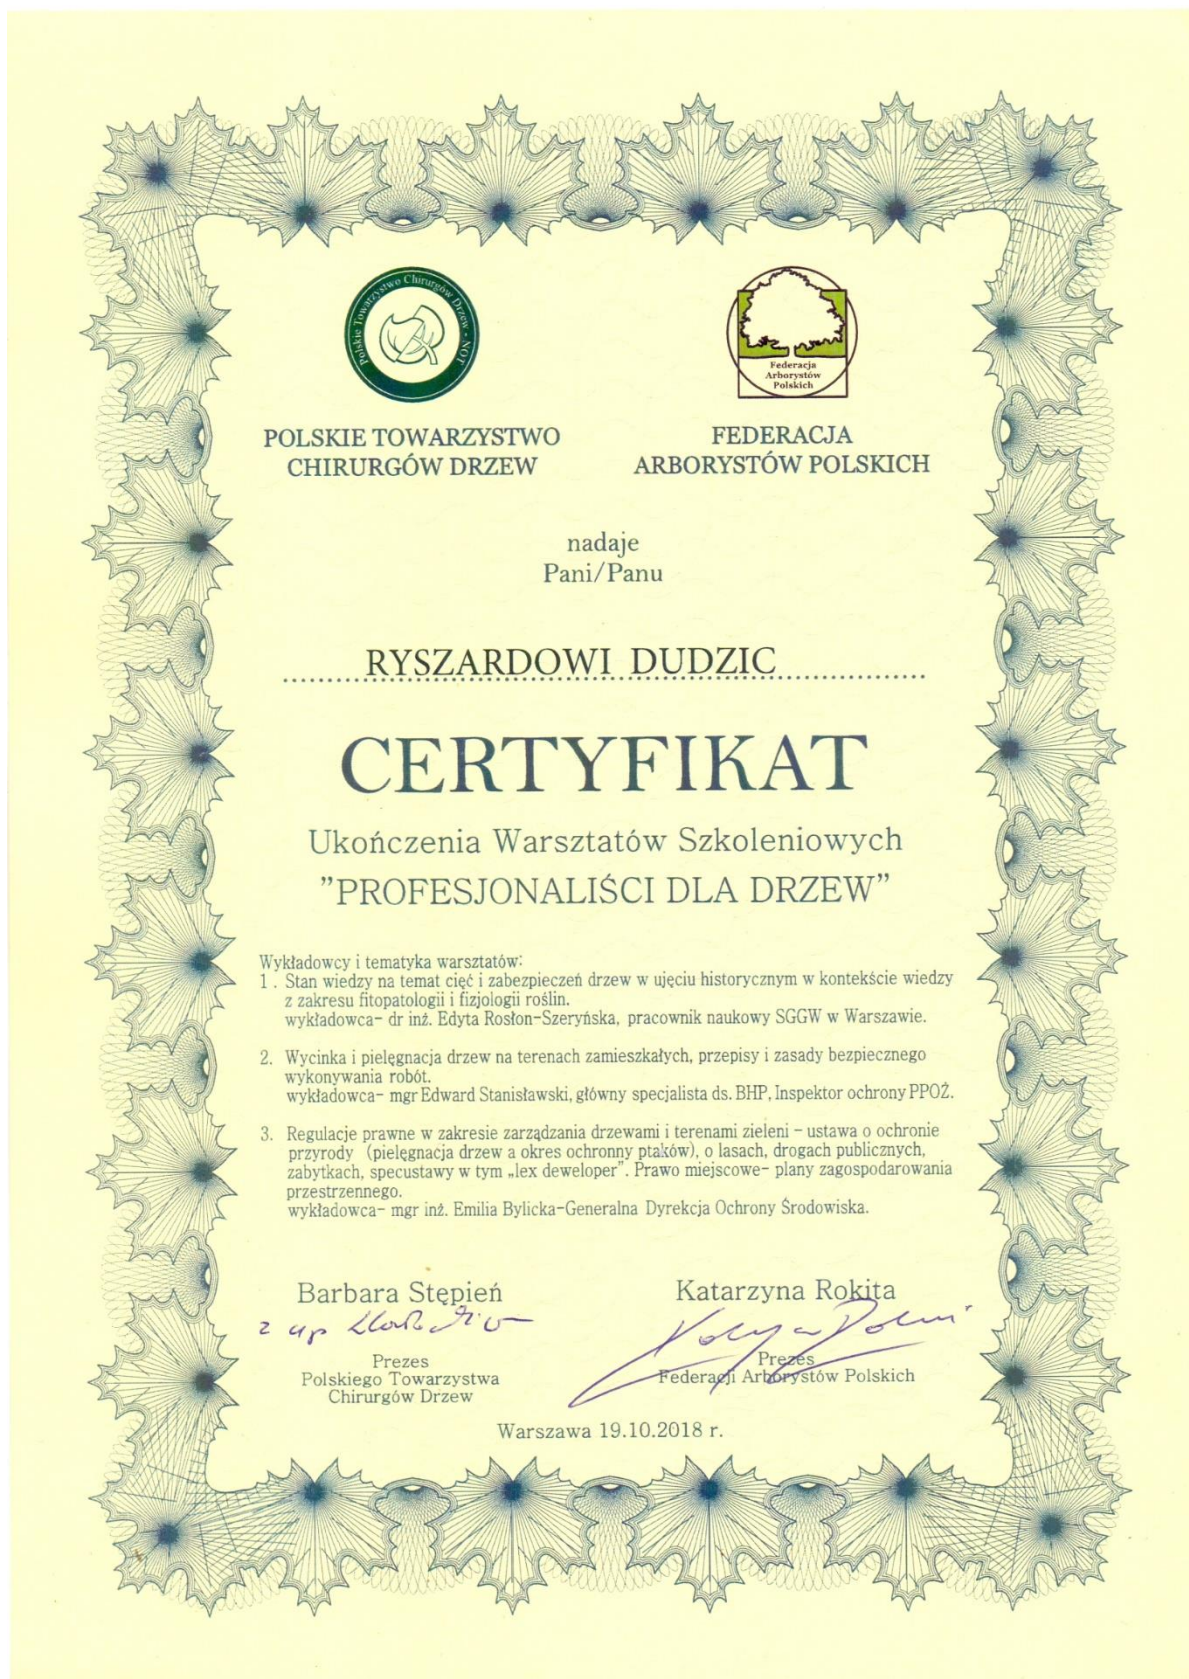 Polskie Towarzystwo Chirurgów Drzew - NOT
Federacja
Arborystów
Polskich
POLSKIE TOWARZYSTWO
CHIRURGÓW DRZEW
FEDERACJA
ARBORYSTÓW POLSKICH
nadaje
Pani/Panu
RYSZARDOWI DUDZIC
CERTYFIKAT
Ukończenia Warsztatów Szkoleniowych
”PROFESJONALIŚCI DLA DRZEW”
Wykładowcy i tematyka warsztatów:
1 . Stan wiedzy na temat cięć i zabezpieczeń drzew w ujęciu historycznym w kontekście wiedzy
z zakresu fitopatologii i fizjologii roślin.
wykładowca- dr inż. Edyta Rosłon-Szeryńska, pracownik naukowy SGGW w Warszawie.
2. Wycinka i pielęgnacja drzew na terenach zamieszkałych, przepisy i zasady bezpiecznego
wykonywania robót.
wykładowca- mgr Edward Stanisławski, główny specjalista ds. BHP, Inspektor ochrony PPOŻ.
3. Regulacje prawne w zakresie zarządzania drzewami i terenami zieleni - ustawa o ochronie
przyrody (pielęgnacja drzew a okres ochronny ptaków), o lasach, drogach publicznych,
zabytkach, specustawy w tym „lex deweloper”. Prawo miejscowe- plany zagospodarowania
przestrzennego.
wykładowca- mgr inż. Emilia Bylicka-Generalna Dyrekcja Ochrony Środowiska.
Barbara Stępień
z up
Prezes
Polskiego Towarzystwa
Chirurgów Drzew
Katarzyna Rokita
Prezes
Federacji Arborystów Polskich
Warszawa 19.10.2018 r.